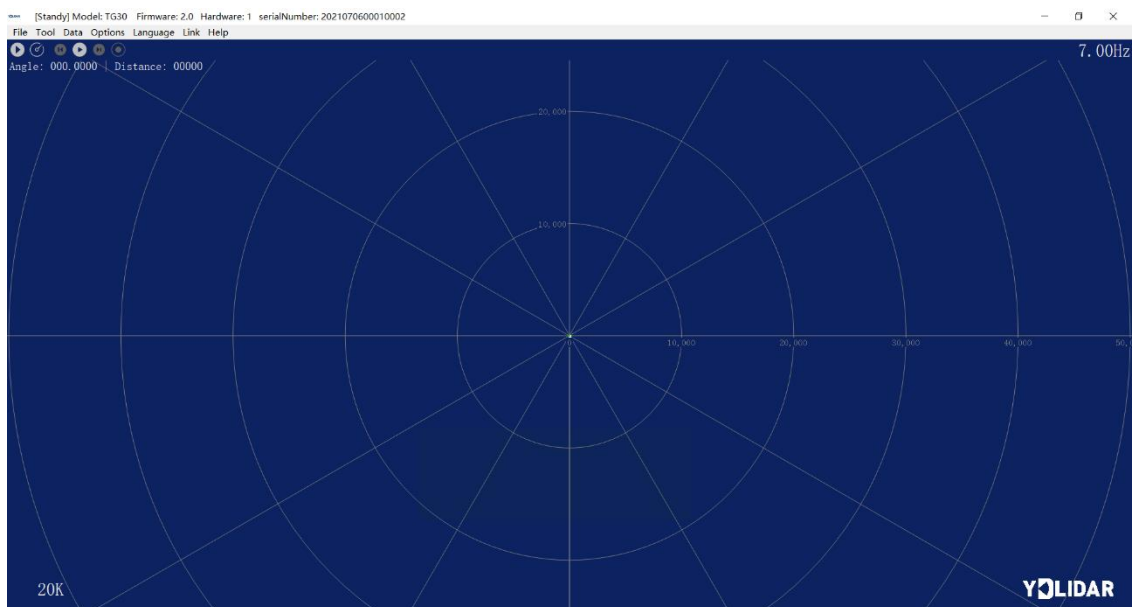 [Standy] Model: TG30 Firmware: 2.0 Hardware: 1 serialNumber: 2021070600010002
File Tool Data Options Language Link Help
7.00Hz
Angle: 000.0000 | Distance: 00000
20,000
10,000
0 10,000 20,000 30,000 40,000 50,
20K
YDLIDAR